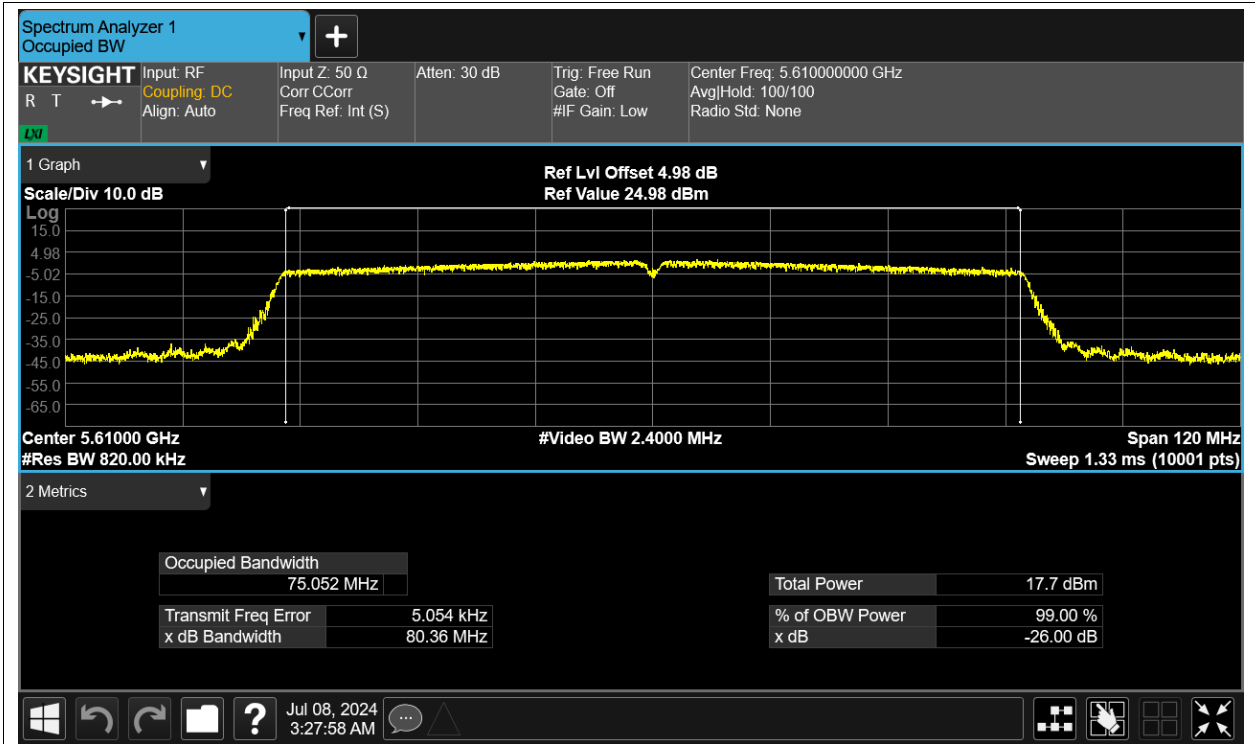 Spectrum Analyzer 1
Occupied BW
KEYSIGHT
R T
LXI
Input: RF
Coupling: DC
Align: Auto
Input Z: 50 Ω
Corr CCorr
Freq Ref: Int (S)
Atten: 30 dB
Trig: Free Run
Gate: Off
#IF Gain: Low
Center Freq: 5.610000000 GHz
Avg|Hold: 100/100
Radio Std: None
1 Graph
Scale/Div 10.0 dB
Ref Lvl Offset 4.98 dB
Ref Value 24.98 dBm
Log
15.0
4.98
-5.02
-15.0
-25.0
-35.0
-45.0
-55.0
-65.0
Center 5.61000 GHz
#Video BW 2.4000 MHz
Span 120 MHz
#Res BW 820.00 kHz
Sweep 1.33 ms (10001 pts)
2 Metrics
Occupied Bandwidth
75.052 MHz
Transmit Freq Error 5.054 kHz
x dB Bandwidth 80.36 MHz
Total Power 17.7 dBm
% of OBW Power 99.00 %
x dB -26.00 dB
?
Jul 08, 2024
3:27:58 AM